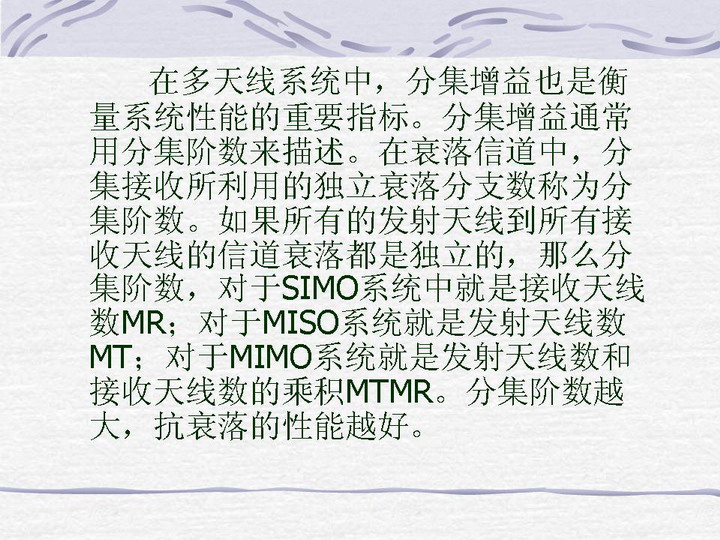 在多天线系统中，分集增益也是衡
量系统性能的重要指标。分集增益通常
用分集阶数来描述。在衰落信道中，分
集接收所利用的独立衰落分支数称为分
集阶数。如果所有的发射天线到所有接
收天线的信道衰落都是独立的，那么分
集阶数，对于SIMO系统中就是接收天线
数MR；对于MISO系统就是发射天线数
MT；对于MIMO系统就是发射天线数和
接收天线数的乘积MTMR。分集阶数越
大，抗衰落的性能越好。